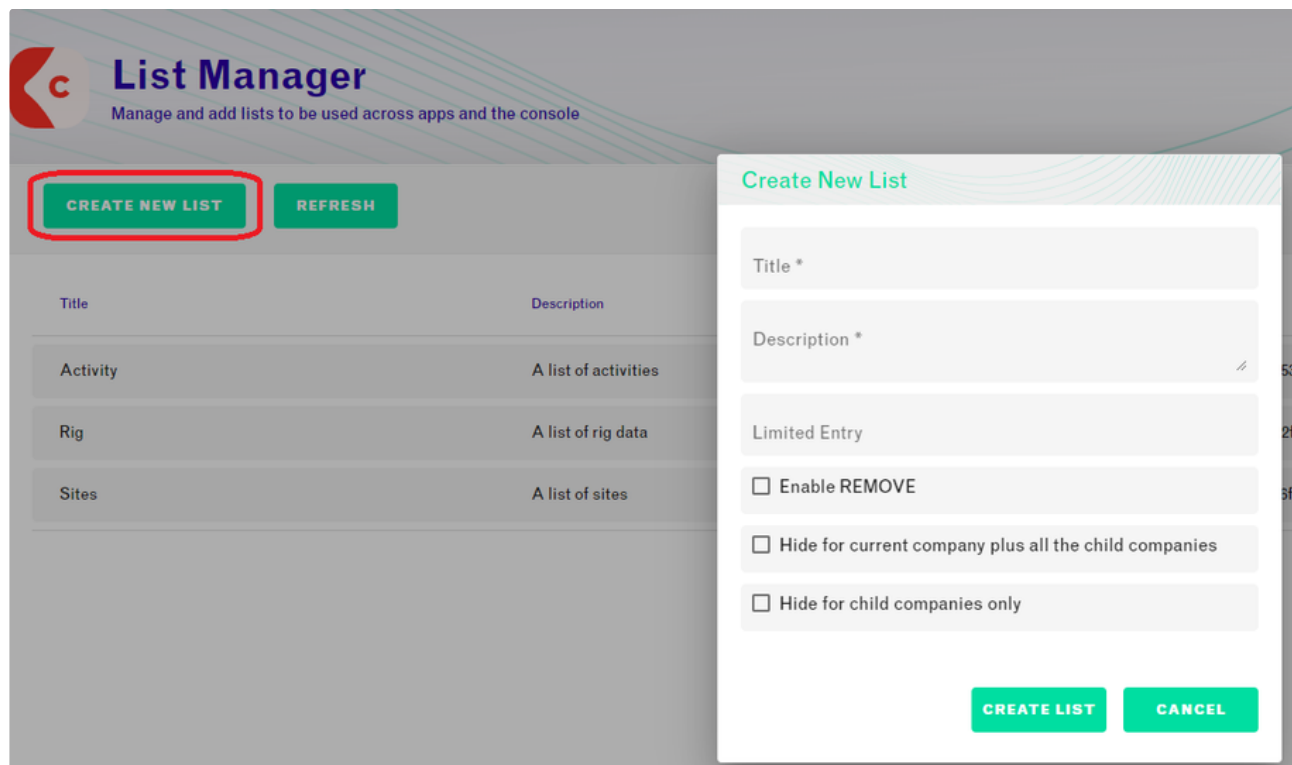 C
List Manager
Manage and add lists to be used across apps and the console
CREATE NEW LIST
REFRESH
Title
Description
Activity
A list of activities
Rig
A list of rig data
Sites
A list of sites
Create New List
Title *
Description *
Limited Entry
Enable REMOVE
Hide for current company plus all the child companies
Hide for child companies only
CREATE LIST
CANCEL